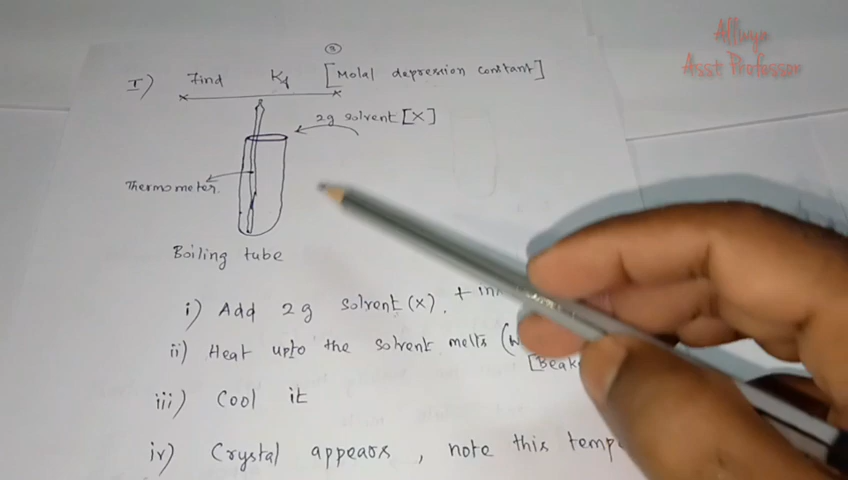 Alluya
Asst Professor
I) Find Kf [Molal depression constant]
2g solvent [X]
Thermometer.
Boiling tube
i) Add 2g solvent (x). +
ii) Heat upto the solvent melts
[Beak
iii) Cool it
iv) Crystal appears, note this temp